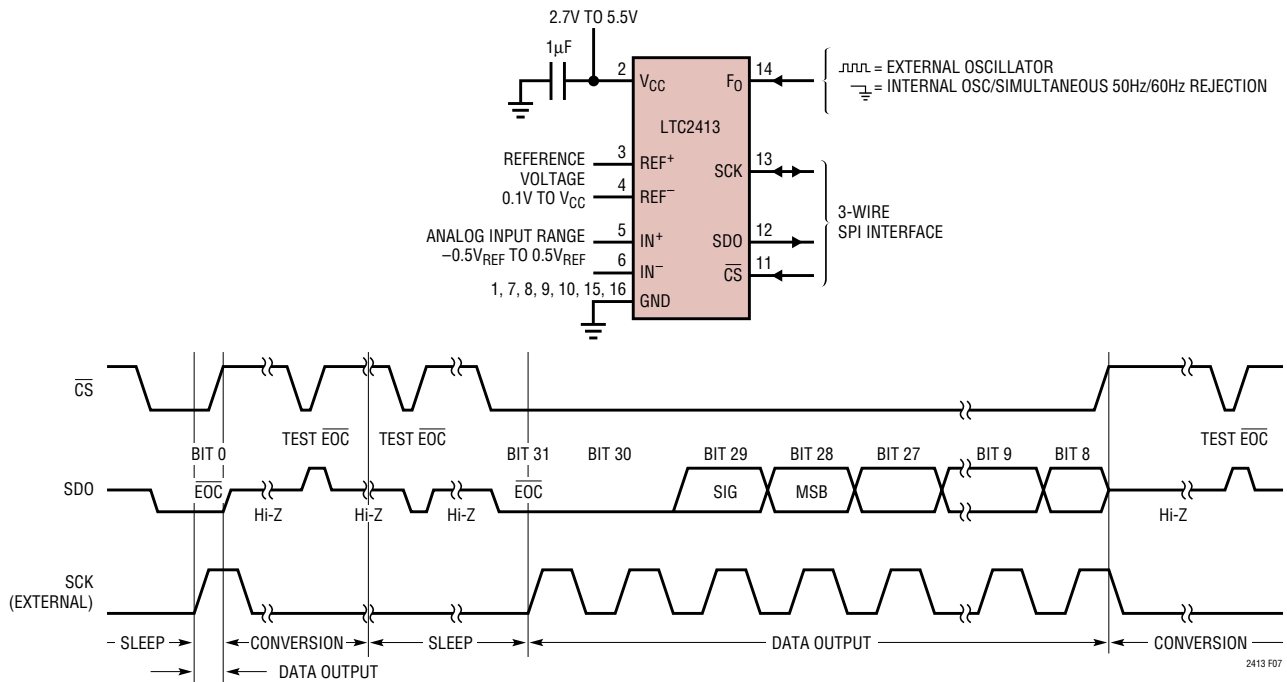 2.7V TO 5.5V
1µF
2
VCC
14
FO
= EXTERNAL OSCILLATOR
= INTERNAL OSC/SIMULTANEOUS 50Hz/60Hz REJECTION
LTC2413
REFERENCE
VOLTAGE
0.1V TO VCC
3
REF+
4
REF−
13
SCK
3-WIRE
SPI INTERFACE
ANALOG INPUT RANGE
−0.5VREF TO 0.5VREF
5
IN+
6
IN−
12
SDO
11
CS
1, 7, 8, 9, 10, 15, 16
GND
CS
TEST EOC
TEST EOC
TEST EOC
BIT 0
BIT 31
BIT 30
BIT 29
BIT 28
BIT 27
BIT 9
BIT 8
SDO
EOC
EOC
SIG
MSB
Hi-Z
Hi-Z
Hi-Z
Hi-Z
SCK
(EXTERNAL)
SLEEP
CONVERSION
SLEEP
DATA OUTPUT
CONVERSION
DATA OUTPUT
2413 F07